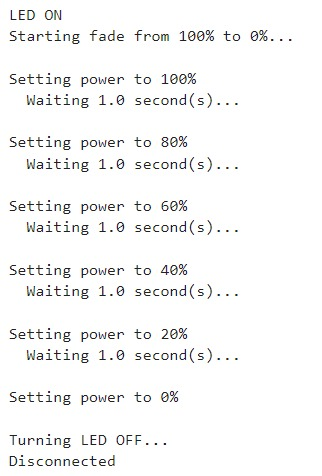 LED ON
Starting fade from 100% to 0%...
Setting power to 100%
Waiting 1.0 second(s)...
Setting power to 80%
Waiting 1.0 second(s)...
Setting power to 60%
Waiting 1.0 second(s)...
Setting power to 40%
Waiting 1.0 second(s)...
Setting power to 20%
Waiting 1.0 second(s)...
Setting power to 0%
Turning LED OFF...
Disconnected